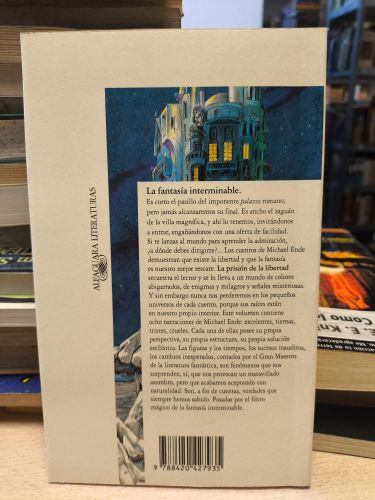 ALFAGUARA LITERATURAS
La fantasía interminable.
Es corto el pasillo del imponente palazzo romano;
pero jamás alcanzaremos su final. Es ancho el zaguán
de la villa magnífica, y ahí lo tenemos, invitándonos
a entrar, engañándonos con una oferta de facilidad.
Si te lanzas al mundo para aprender la admiración,
¿a dónde debes dirigirte?... Los cuentos de Michael Ende
demuestran que existe la libertad y que la fantasía
es nuestro mejor rescate. La prisión de la libertad
secuestra el lector y se lo lleva a un mundo de colores
abigarrados, de enigmas y milagros y señales misteriosas.
Y sin embargo nunca nos perderemos en los pequeños
universos de cada cuento, porque sus raíces están
en nuestro propio interior. Este volumen contiene
ocho narraciones de Michael Ende: excelentes, tiernas,
tristes, crueles. Cada una de ellas posee su propia
perspectiva, su propia estructura, su propia solución
estilística. Las figuras y los tiempos, los sucesos inauditos,
los cambios inesperados, contados por el Gran Maestro
de la literatura fantástica, son fenómenos que nos
sorprenden, sí, que nos provocan un maravillado
asombro, pero que acabamos aceptando con
naturalidad. Son, a fin de cuentas, verdades que
siempre hemos sabido. Pasadas por el filtro
mágico de la fantasía interminable.
9 788420 427935
E. E. Kn
Como l